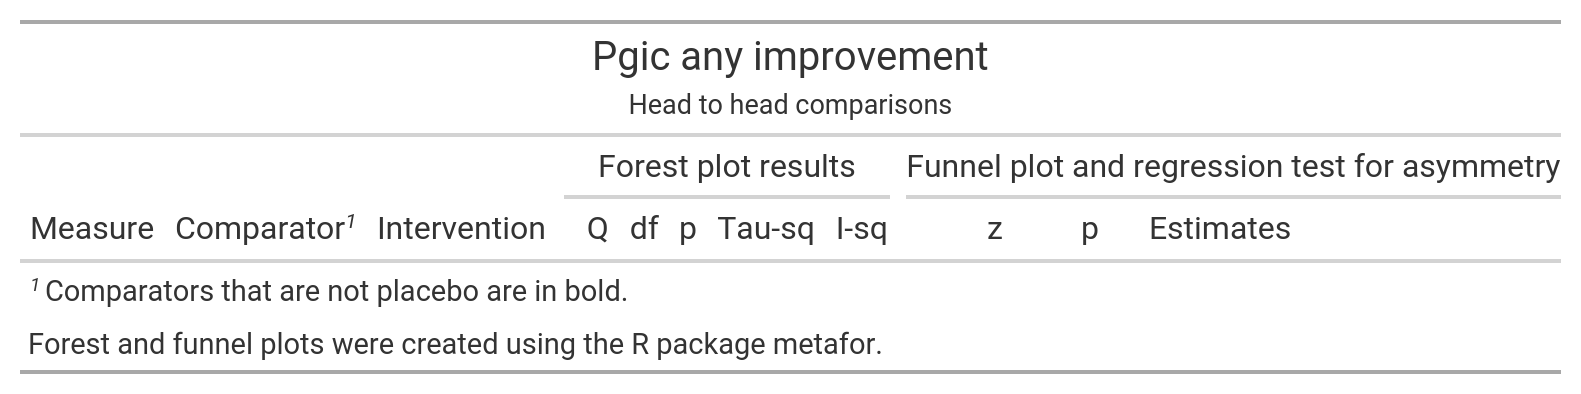 Pgic any improvement
Head to head comparisons
Forest plot results Funnel plot and regression test for asymmetry
Measure Comparator¹ Intervention Q df p Tau-sq I-sq z p Estimates
¹ Comparators that are not placebo are in bold.
Forest and funnel plots were created using the R package metafor.